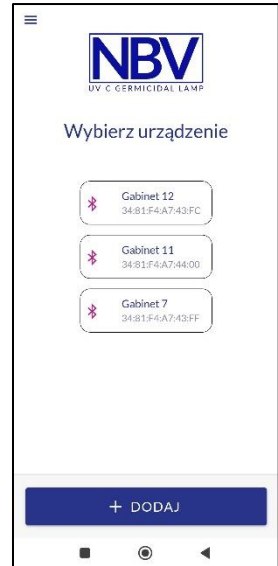 NBV
UV C GERMICIDAL LAMP
Wybierz urządzenie
Gabinet 12
34:81:F4:A7:43:FC
Gabinet 11
34:81:F4:A7:44:00
Gabinet 7
34:81:F4:A7:43:FF
+ DODAJ